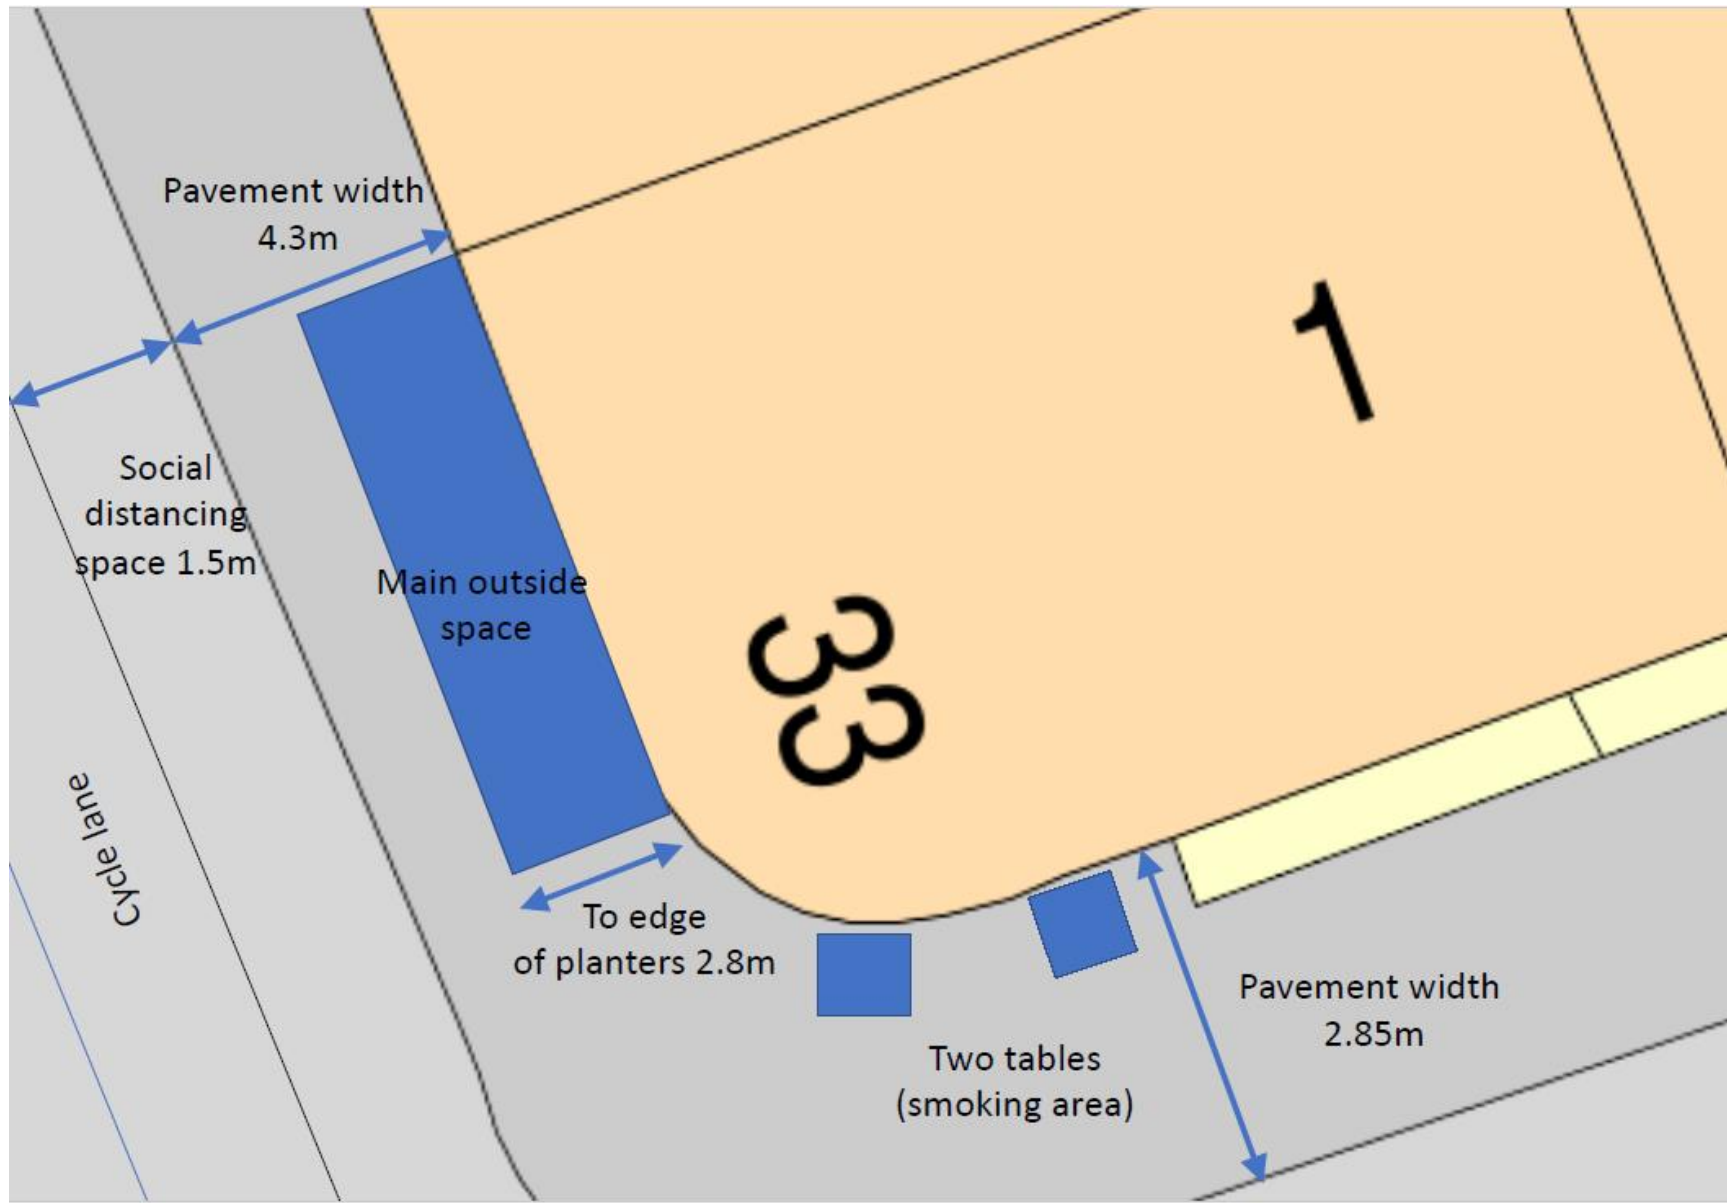 Pavement width
4.3m
Social
distancing
space 1.5m
Main outside
space
1
33
Cycle lane
To edge
of planters 2.8m
Pavement width
2.85m
Two tables
(smoking area)